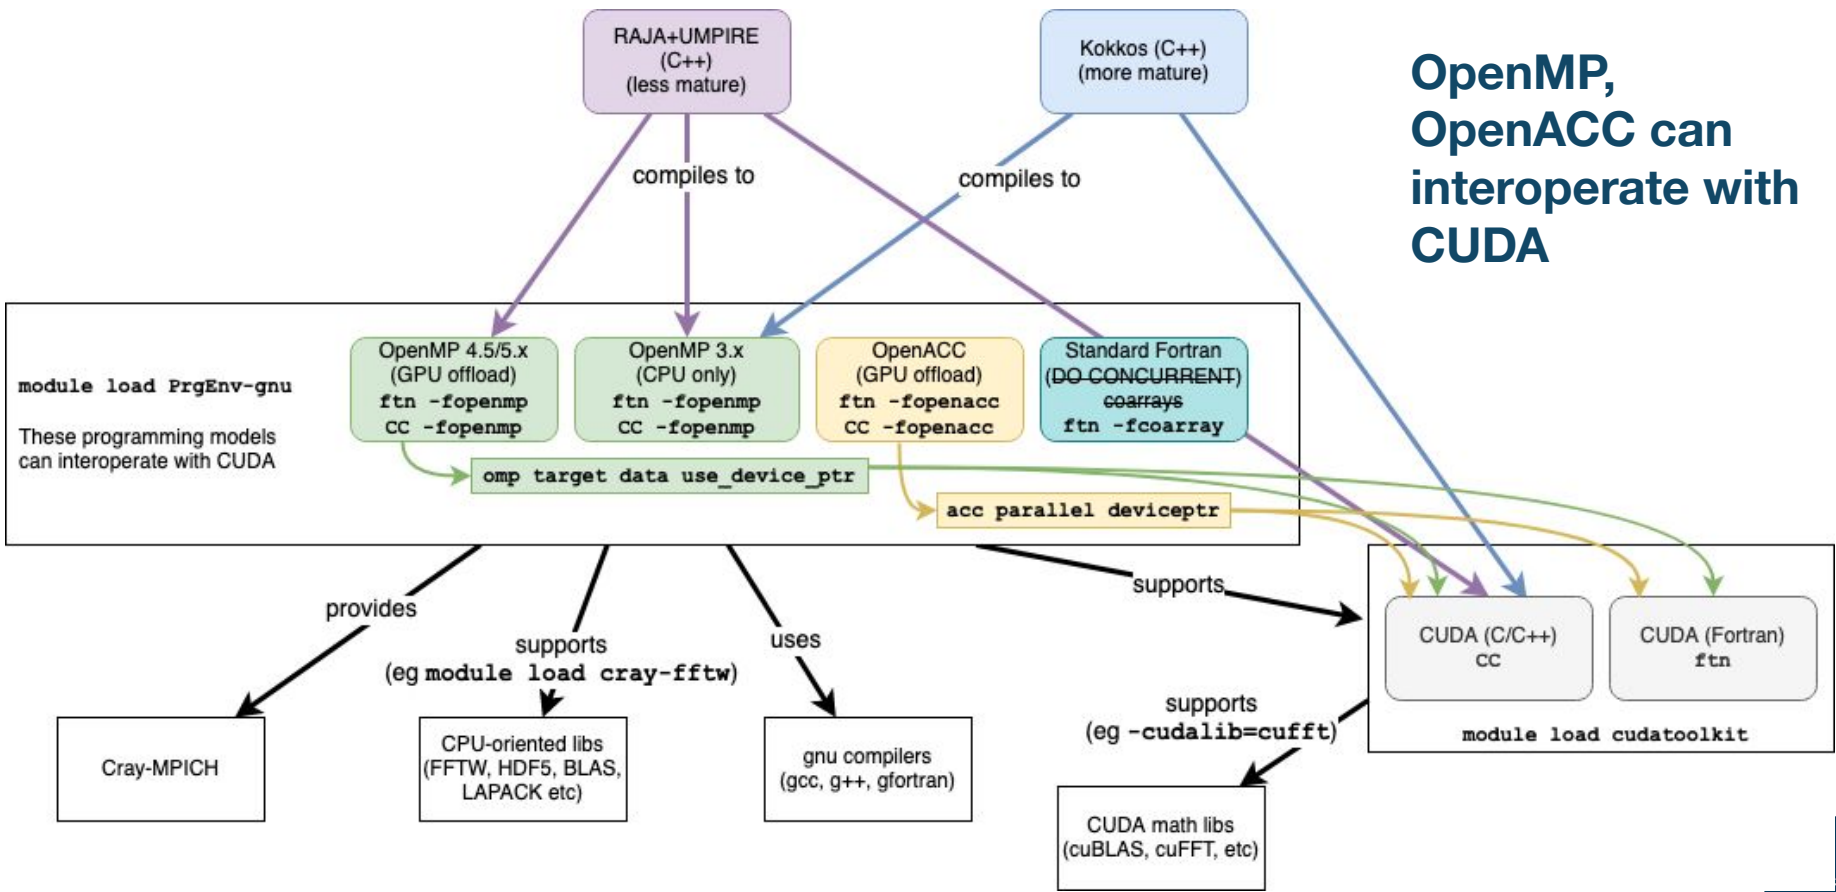 RAJA+UMPIRE
(C++)
(less mature)
Kokkos (C++)
(more mature)
OpenMP,
OpenACC can
interoperate with
CUDA
compiles to
compiles to
module load PrgEnv-gnu
These programming models
can interoperate with CUDA
OpenMP 4.5/5.x
(GPU offload)
ftn -fopenmp
CC -fopenmp
OpenMP 3.x
(CPU only)
ftn -fopenmp
CC -fopenmp
OpenACC
(GPU offload)
ftn -fopenacc
CC -fopenacc
Standard Fortran
(DO CONCURRENT)
coarrays
ftn -fcoarray
omp target data use_device_ptr
acc parallel deviceptr
provides
supports
(eg module load cray-fftw)
uses
supports
CUDA (C/C++)
CC
CUDA (Fortran)
ftn
module load cudatoolkit
supports
(eg -cudalib=cufft)
Cray-MPICH
CPU-oriented libs
(FFTW, HDF5, BLAS,
LAPACK etc)
gnu compilers
(gcc, g++, gfortran)
CUDA math libs
(cuBLAS, cuFFT, etc)